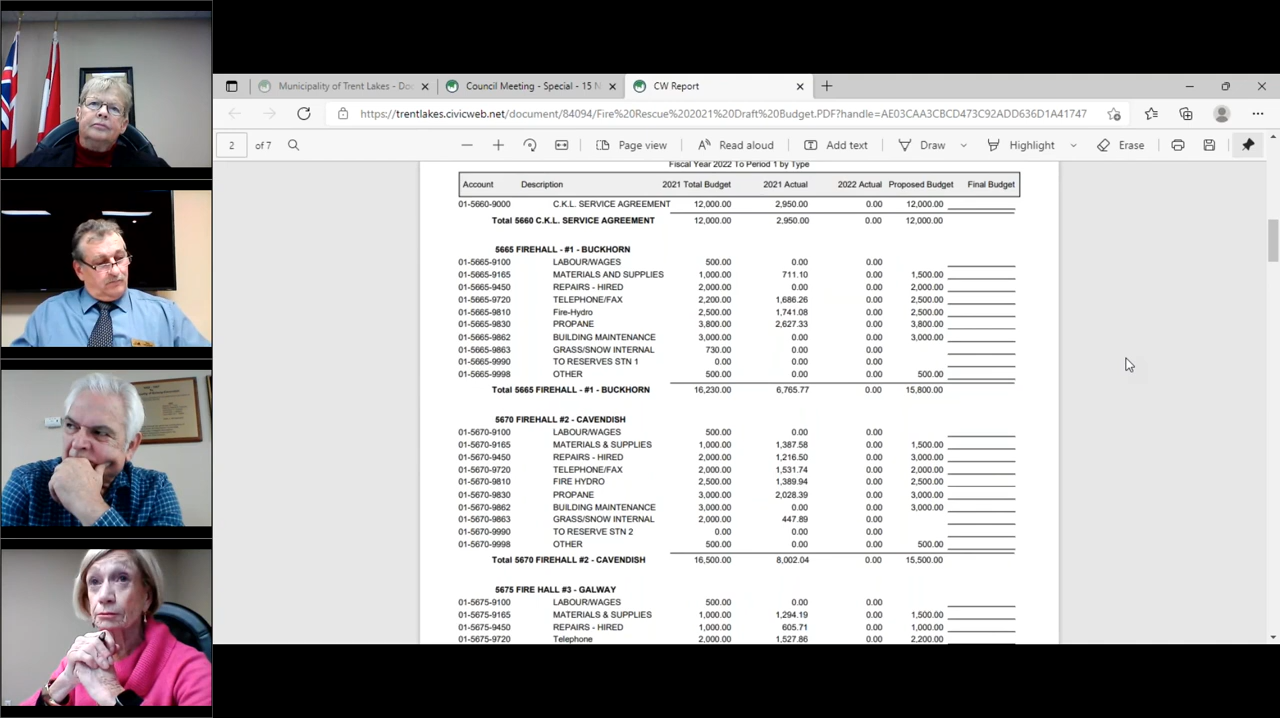 Municipality of Trent Lakes - Doc
Council Meeting - Special - 15 N
CW Report
https://trentlakes.civicweb.net/document/84094/Fire%20Rescue%202021%20Draft%20Budget.PDF?handle=AE03CAA3CBCD473C92ADD636D1A41747
2 of 7 Page view Read aloud Add text Draw Highlight Erase
Fiscal Year 2022 To Period 1 by Type
Account Description 2021 Total Budget 2021 Actual 2022 Actual Proposed Budget Final Budget
01-5660-9000 C.K.L. SERVICE AGREEMENT 12,000.00 2,950.00 0.00 12,000.00
Total 5660 C.K.L. SERVICE AGREEMENT 12,000.00 2,950.00 0.00 12,000.00
5665 FIREHALL - #1 - BUCKHORN
01-5665-9100 LABOUR/WAGES 500.00 0.00 0.00
01-5665-9165 MATERIALS AND SUPPLIES 1,000.00 711.10 0.00 1,500.00
01-5665-9450 REPAIRS - HIRED 2,000.00 0.00 0.00 2,000.00
01-5665-9720 TELEPHONE/FAX 2,200.00 1,686.26 0.00 2,500.00
01-5665-9810 Fire-Hydro 2,500.00 1,741.08 0.00 2,500.00
01-5665-9830 PROPANE 3,800.00 2,627.33 0.00 3,800.00
01-5665-9862 BUILDING MAINTENANCE 3,000.00 0.00 0.00 3,000.00
01-5665-9863 GRASS/SNOW INTERNAL 730.00 0.00 0.00
01-5665-9990 TO RESERVES STN 1 0.00 0.00 0.00
01-5665-9998 OTHER 500.00 0.00 0.00 500.00
Total 5665 FIREHALL - #1 - BUCKHORN 16,230.00 6,765.77 0.00 15,800.00
5670 FIREHALL #2 - CAVENDISH
01-5670-9100 LABOUR/WAGES 500.00 0.00 0.00
01-5670-9165 MATERIALS & SUPPLIES 1,000.00 1,387.58 0.00 1,500.00
01-5670-9450 REPAIRS - HIRED 2,000.00 1,216.50 0.00 3,000.00
01-5670-9720 TELEPHONE/FAX 2,000.00 1,531.74 0.00 2,000.00
01-5670-9810 FIRE HYDRO 2,500.00 1,389.94 0.00 2,500.00
01-5670-9830 PROPANE 3,000.00 2,028.39 0.00 3,000.00
01-5670-9862 BUILDING MAINTENANCE 3,000.00 0.00 0.00 3,000.00
01-5670-9863 GRASS/SNOW INTERNAL 2,000.00 447.89 0.00
01-5670-9990 TO RESERVE STN 2 0.00 0.00 0.00
01-5670-9998 OTHER 500.00 0.00 0.00 500.00
Total 5670 FIREHALL #2 - CAVENDISH 16,500.00 8,002.04 0.00 15,500.00
5675 FIRE HALL #3 - GALWAY
01-5675-9100 LABOUR/WAGES 500.00 0.00 0.00
01-5675-9165 MATERIALS & SUPPLIES 1,000.00 1,294.19 0.00 1,500.00
01-5675-9450 REPAIRS - HIRED 1,000.00 605.71 0.00 1,000.00
01-5675-9720 Telephone 2,000.00 1,527.86 0.00 2,200.00